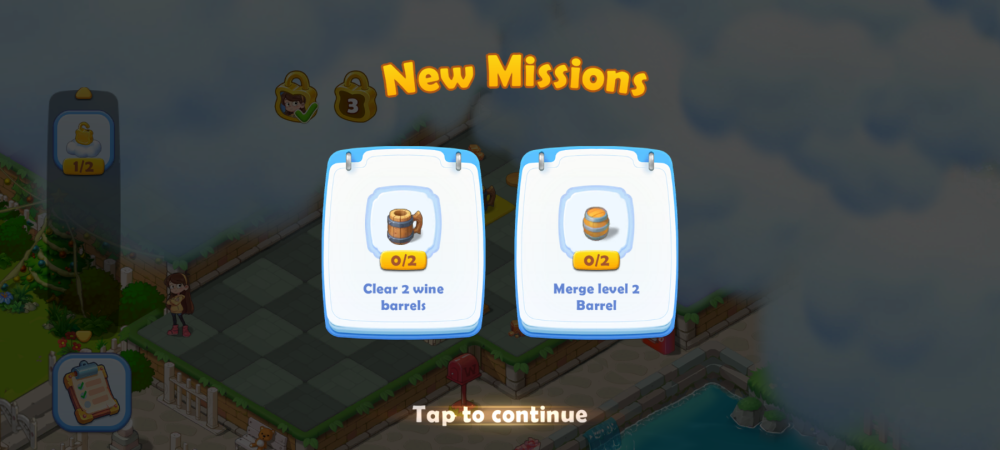 New Missions
3
1/2
0/2
Clear 2 wine
barrels
0/2
Merge level 2
Barrel
Tap to continue